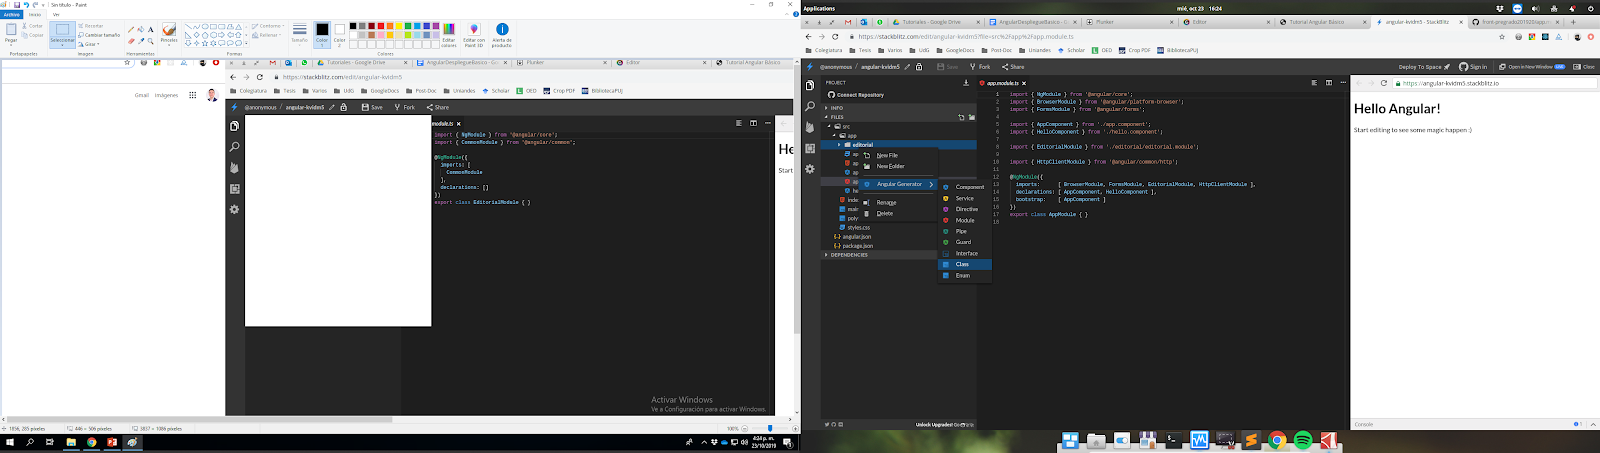 Sin título - Paint
Archivo Inicio Ver
Pegar
Cortar
Copiar
Seleccionar
Recortar
Cambiar tamaño
Girar
Pinceles
Contorno
Rellenar
Tamaño
Color 1
Color 2
Editar colores
Editar con Paint 3D
Alerta de producto
Portapapeles Imagen Herramientas Formas Colores
Tutoriales - Google Drive
AngularDespliegueBasico - G
Plunker
Editor
Tutorial Angular Básico
https://stackblitz.com/edit/angular-kvidm5
Colegiatura Tesis Varios UdG GoogleDocs Post-Doc Uniandes Scholar OED Crop PDF BibliotecaPUJ
Gmail Imágenes
@anonymous / angular-kvidm5 Save Fork Share
module.ts
import { NgModule } from '@angular/core';
import { CommonModule } from '@angular/common';
@NgModule({
imports: [
CommonModule
],
declarations: []
})
export class EditorialModule { }
He
Start
Activar Windows
Ve a Configuración para activar Windows.
1856, 285 píxeles 446 × 506 píxeles 3837 × 1086 píxeles 100%
4:24 p. m.
23/10/2019
Applications
mié, oct 23 16:24
Tutoriales - Google Drive
AngularDespliegueBasico - G
Plunker
Editor
Tutorial Angular Básico
angular-kvidm5 - StackBlitz
front-pregrado201920/app.m
https://stackblitz.com/edit/angular-kvidm5?file=src%2Fapp%2Fapp.module.ts
Colegiatura Tesis Varios UdG GoogleDocs Post-Doc Uniandes Scholar OED Crop PDF BibliotecaPUJ
@anonymous / angular-kvidm5 Save Fork Share
Deploy To Space Sign in Open in New Window LIVE Close
PROJECT
Connect Repository
INFO
FILES
src
app
editorial
styles.css
angular.json
package.json
DEPENDENCIES
New File
New Folder
Angular Generator
Rename
Delete
Component
Service
Directive
Module
Pipe
Guard
Interface
Class
Enum
app.module.ts
1 import { NgModule } from '@angular/core';
2 import { BrowserModule } from '@angular/platform-browser';
3 import { FormsModule } from '@angular/forms';
4
5 import { AppComponent } from './app.component';
6 import { HelloComponent } from './hello.component';
7
8 import { EditorialModule } from './editorial/editorial.module';
9
10 import { HttpClientModule } from '@angular/common/http';
11
12 @NgModule({
13 imports: [ BrowserModule, FormsModule, EditorialModule, HttpClientModule ],
14 declarations: [ AppComponent, HelloComponent ],
15 bootstrap: [ AppComponent ]
16 })
17 export class AppModule { }
18
https://angular-kvidm5.stackblitz.io
Hello Angular!
Start editing to see some magic happen :)
Console